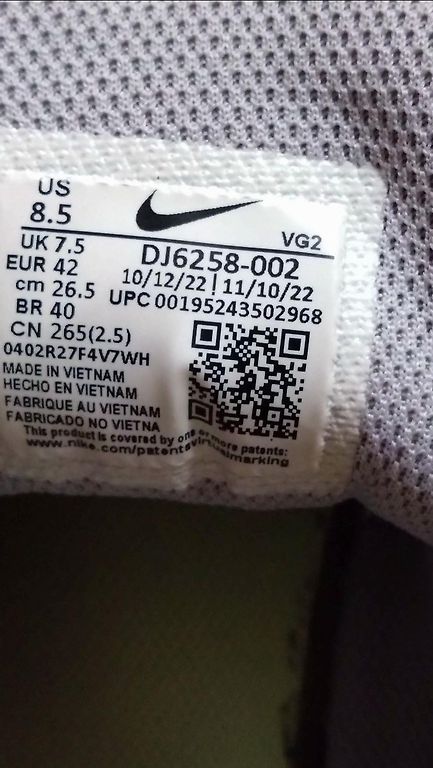 US
8.5
VG2
UK 7.5
DJ6258-002
EUR 42
10/12/22 | 11/10/22
cm 26.5
UPC 00195243502968
BR 40
CN 265(2.5)
0402R27F4V7WH
MADE IN VIETNAM
HECHO EN VIETNAM
FABRIQUE AU VIETNAM
FABRICADO NO VIETNA
This product is covered by one or more patents:
www.nike.com/patentsvirtualmarking